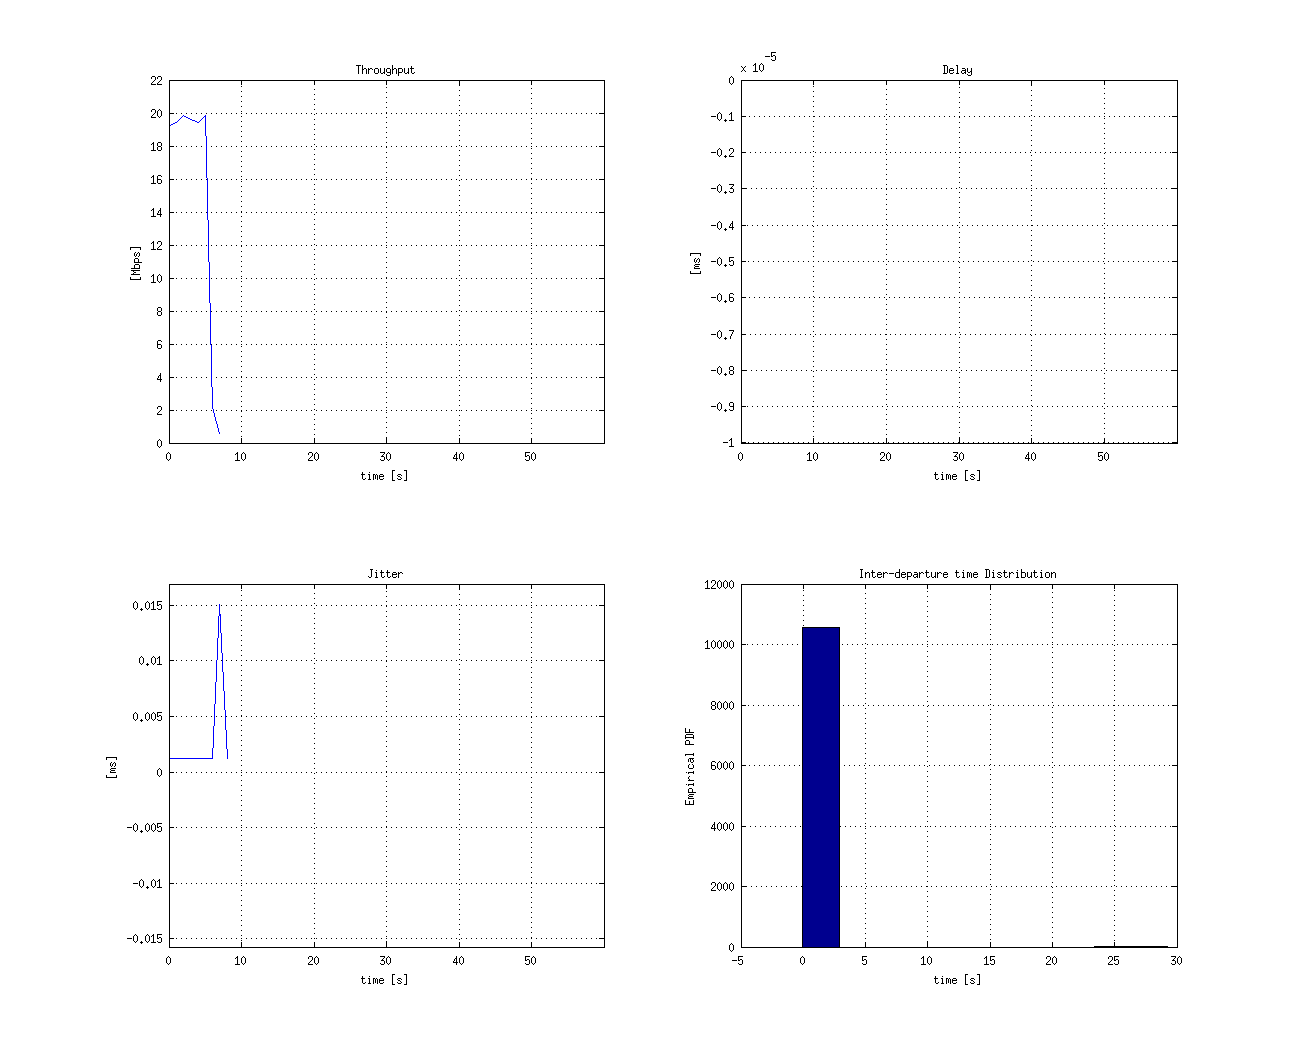 Throughput
22
20
18
16
14
12
10
8
6
4
2
0
[Mbps]
0 10 20 30 40 50
time [s]
x 10^-5
Delay
0
-0.1
-0.2
-0.3
-0.4
-0.5
-0.6
-0.7
-0.8
-0.9
-1
[ms]
0 10 20 30 40 50
time [s]
Jitter
0.015
0.01
0.005
0
-0.005
-0.01
-0.015
[ms]
0 10 20 30 40 50
time [s]
Inter-departure time Distribution
12000
10000
8000
6000
4000
2000
0
Empirical PDF
-5 0 5 10 15 20 25 30
time [s]